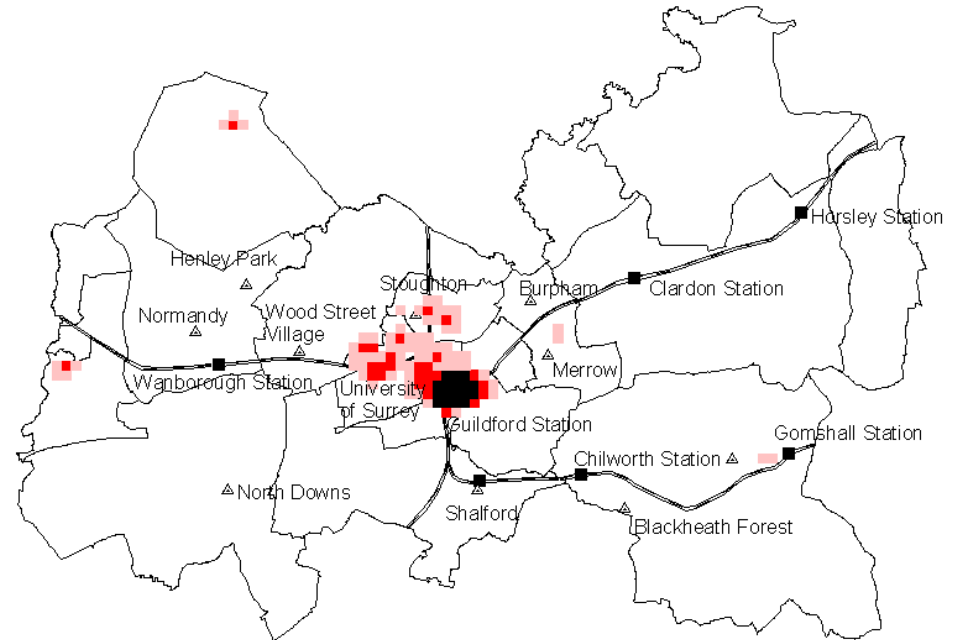 Horsley Station
Henley Park
Stoughton
Burpham
Clardon Station
Normandy
Wood Street
Village
Merrow
Wanborough Station
University
of Surrey
Guildford Station
Gomshall Station
Chilworth Station
North Downs
Shalford
Blackheath Forest